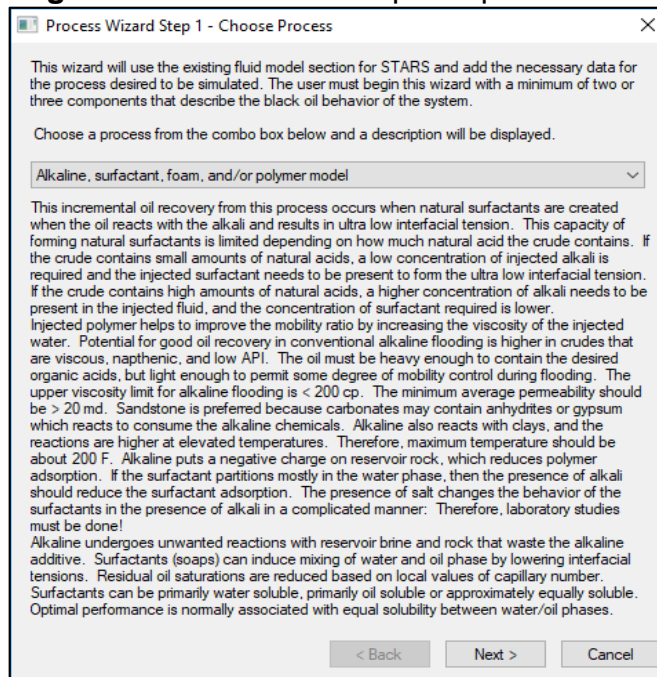 Process Wizard Step 1 - Choose Process
This wizard will use the existing fluid model section for STARS and add the necessary data for
the process desired to be simulated. The user must begin this wizard with a minimum of two or
three components that describe the black oil behavior of the system.
Choose a process from the combo box below and a description will be displayed.
Alkaline, surfactant, foam, and/or polymer model
This incremental oil recovery from this process occurs when natural surfactants are created
when the oil reacts with the alkali and results in ultra low interfacial tension. This capacity of
forming natural surfactants is limited depending on how much natural acid the crude contains. If
the crude contains small amounts of natural acids, a low concentration of injected alkali is
required and the injected surfactant needs to be present to form the ultra low interfacial tension.
If the crude contains high amounts of natural acids, a higher concentration of alkali needs to be
present in the injected fluid, and the concentration of surfactant required is lower.
Injected polymer helps to improve the mobility ratio by increasing the viscosity of the injected
water. Potential for good oil recovery in conventional alkaline flooding is higher in crudes that
are viscous, napthenic, and low API. The oil must be heavy enough to contain the desired
organic acids, but light enough to permit some degree of mobility control during flooding. The
upper viscosity limit for alkaline flooding is < 200 cp. The minimum average permeability should
be > 20 md. Sandstone is preferred because carbonates may contain anhydrites or gypsum
which reacts to consume the alkaline chemicals. Alkaline also reacts with clays, and the
reactions are higher at elevated temperatures. Therefore, maximum temperature should be
about 200 F. Alkaline puts a negative charge on reservoir rock, which reduces polymer
adsorption. If the surfactant partitions mostly in the water phase, then the presence of alkali
should reduce the surfactant adsorption. The presence of salt changes the behavior of the
surfactants in the presence of alkali in a complicated manner: Therefore, laboratory studies
must be done!
Alkaline undergoes unwanted reactions with reservoir brine and rock that waste the alkaline
additive. Surfactants (soaps) can induce mixing of water and oil phase by lowering interfacial
tensions. Residual oil saturations are reduced based on local values of capillary number.
Surfactants can be primarily water soluble, primarily oil soluble or approximately equally soluble.
Optimal performance is normally associated with equal solubility between water/oil phases.
< Back Next > Cancel